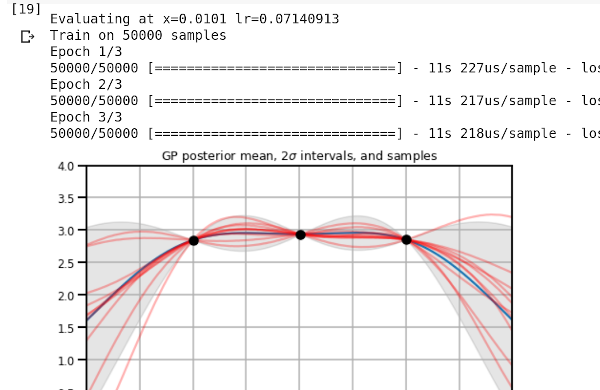 [19]
Evaluating at x=0.0101 lr=0.07140913
Train on 50000 samples
Epoch 1/3
50000/50000 [==============================] - 11s 227us/sample - los
Epoch 2/3
50000/50000 [==============================] - 11s 217us/sample - los
Epoch 3/3
50000/50000 [==============================] - 11s 218us/sample - los
GP posterior mean, 2σ intervals, and samples
4.0
3.5
3.0
2.5
2.0
1.5
1.0